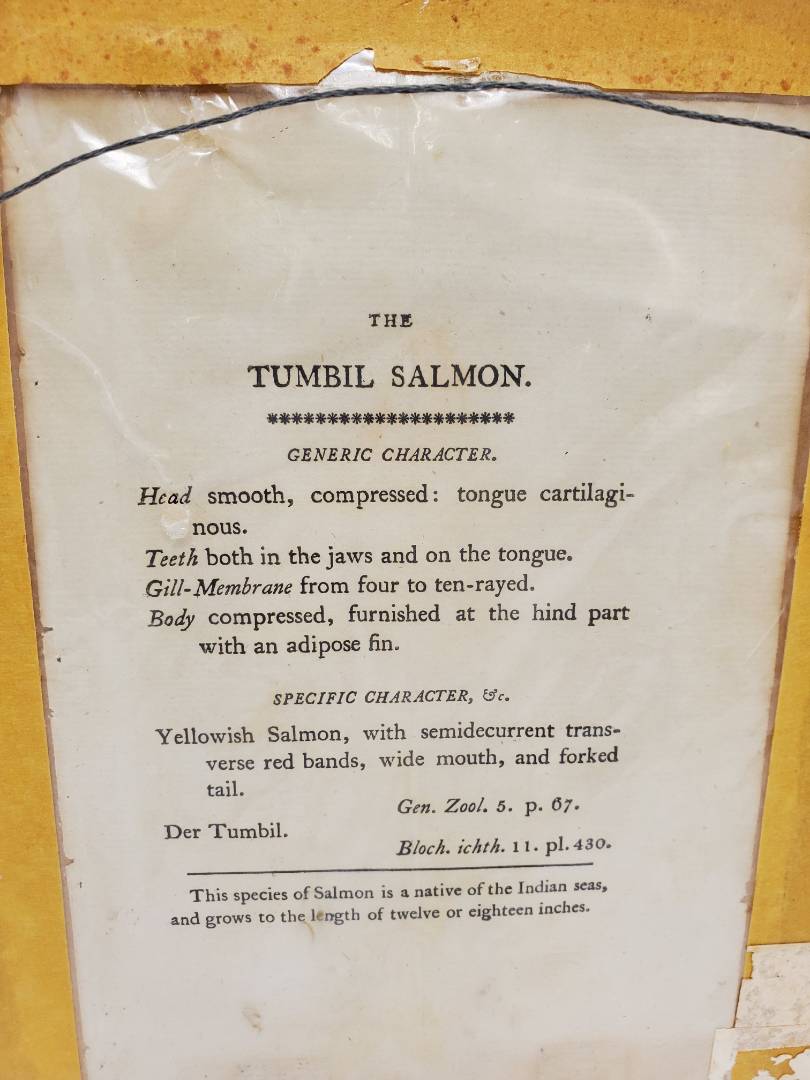 THE
TUMBIL SALMON.
*********************
GENERIC CHARACTER.
Head smooth, compressed: tongue cartilagi-
nous.
Teeth both in the jaws and on the tongue.
Gill-Membrane from four to ten-rayed.
Body compressed, furnished at the hind part
with an adipose fin.
SPECIFIC CHARACTER, &c.
Yellowish Salmon, with semidecurrent trans-
verse red bands, wide mouth, and forked
tail.
Gen. Zool. 5. p. 67.
Der Tumbil.
Bloch. ichth. 11. pl. 430.
This species of Salmon is a native of the Indian seas,
and grows to the length of twelve or eighteen inches.